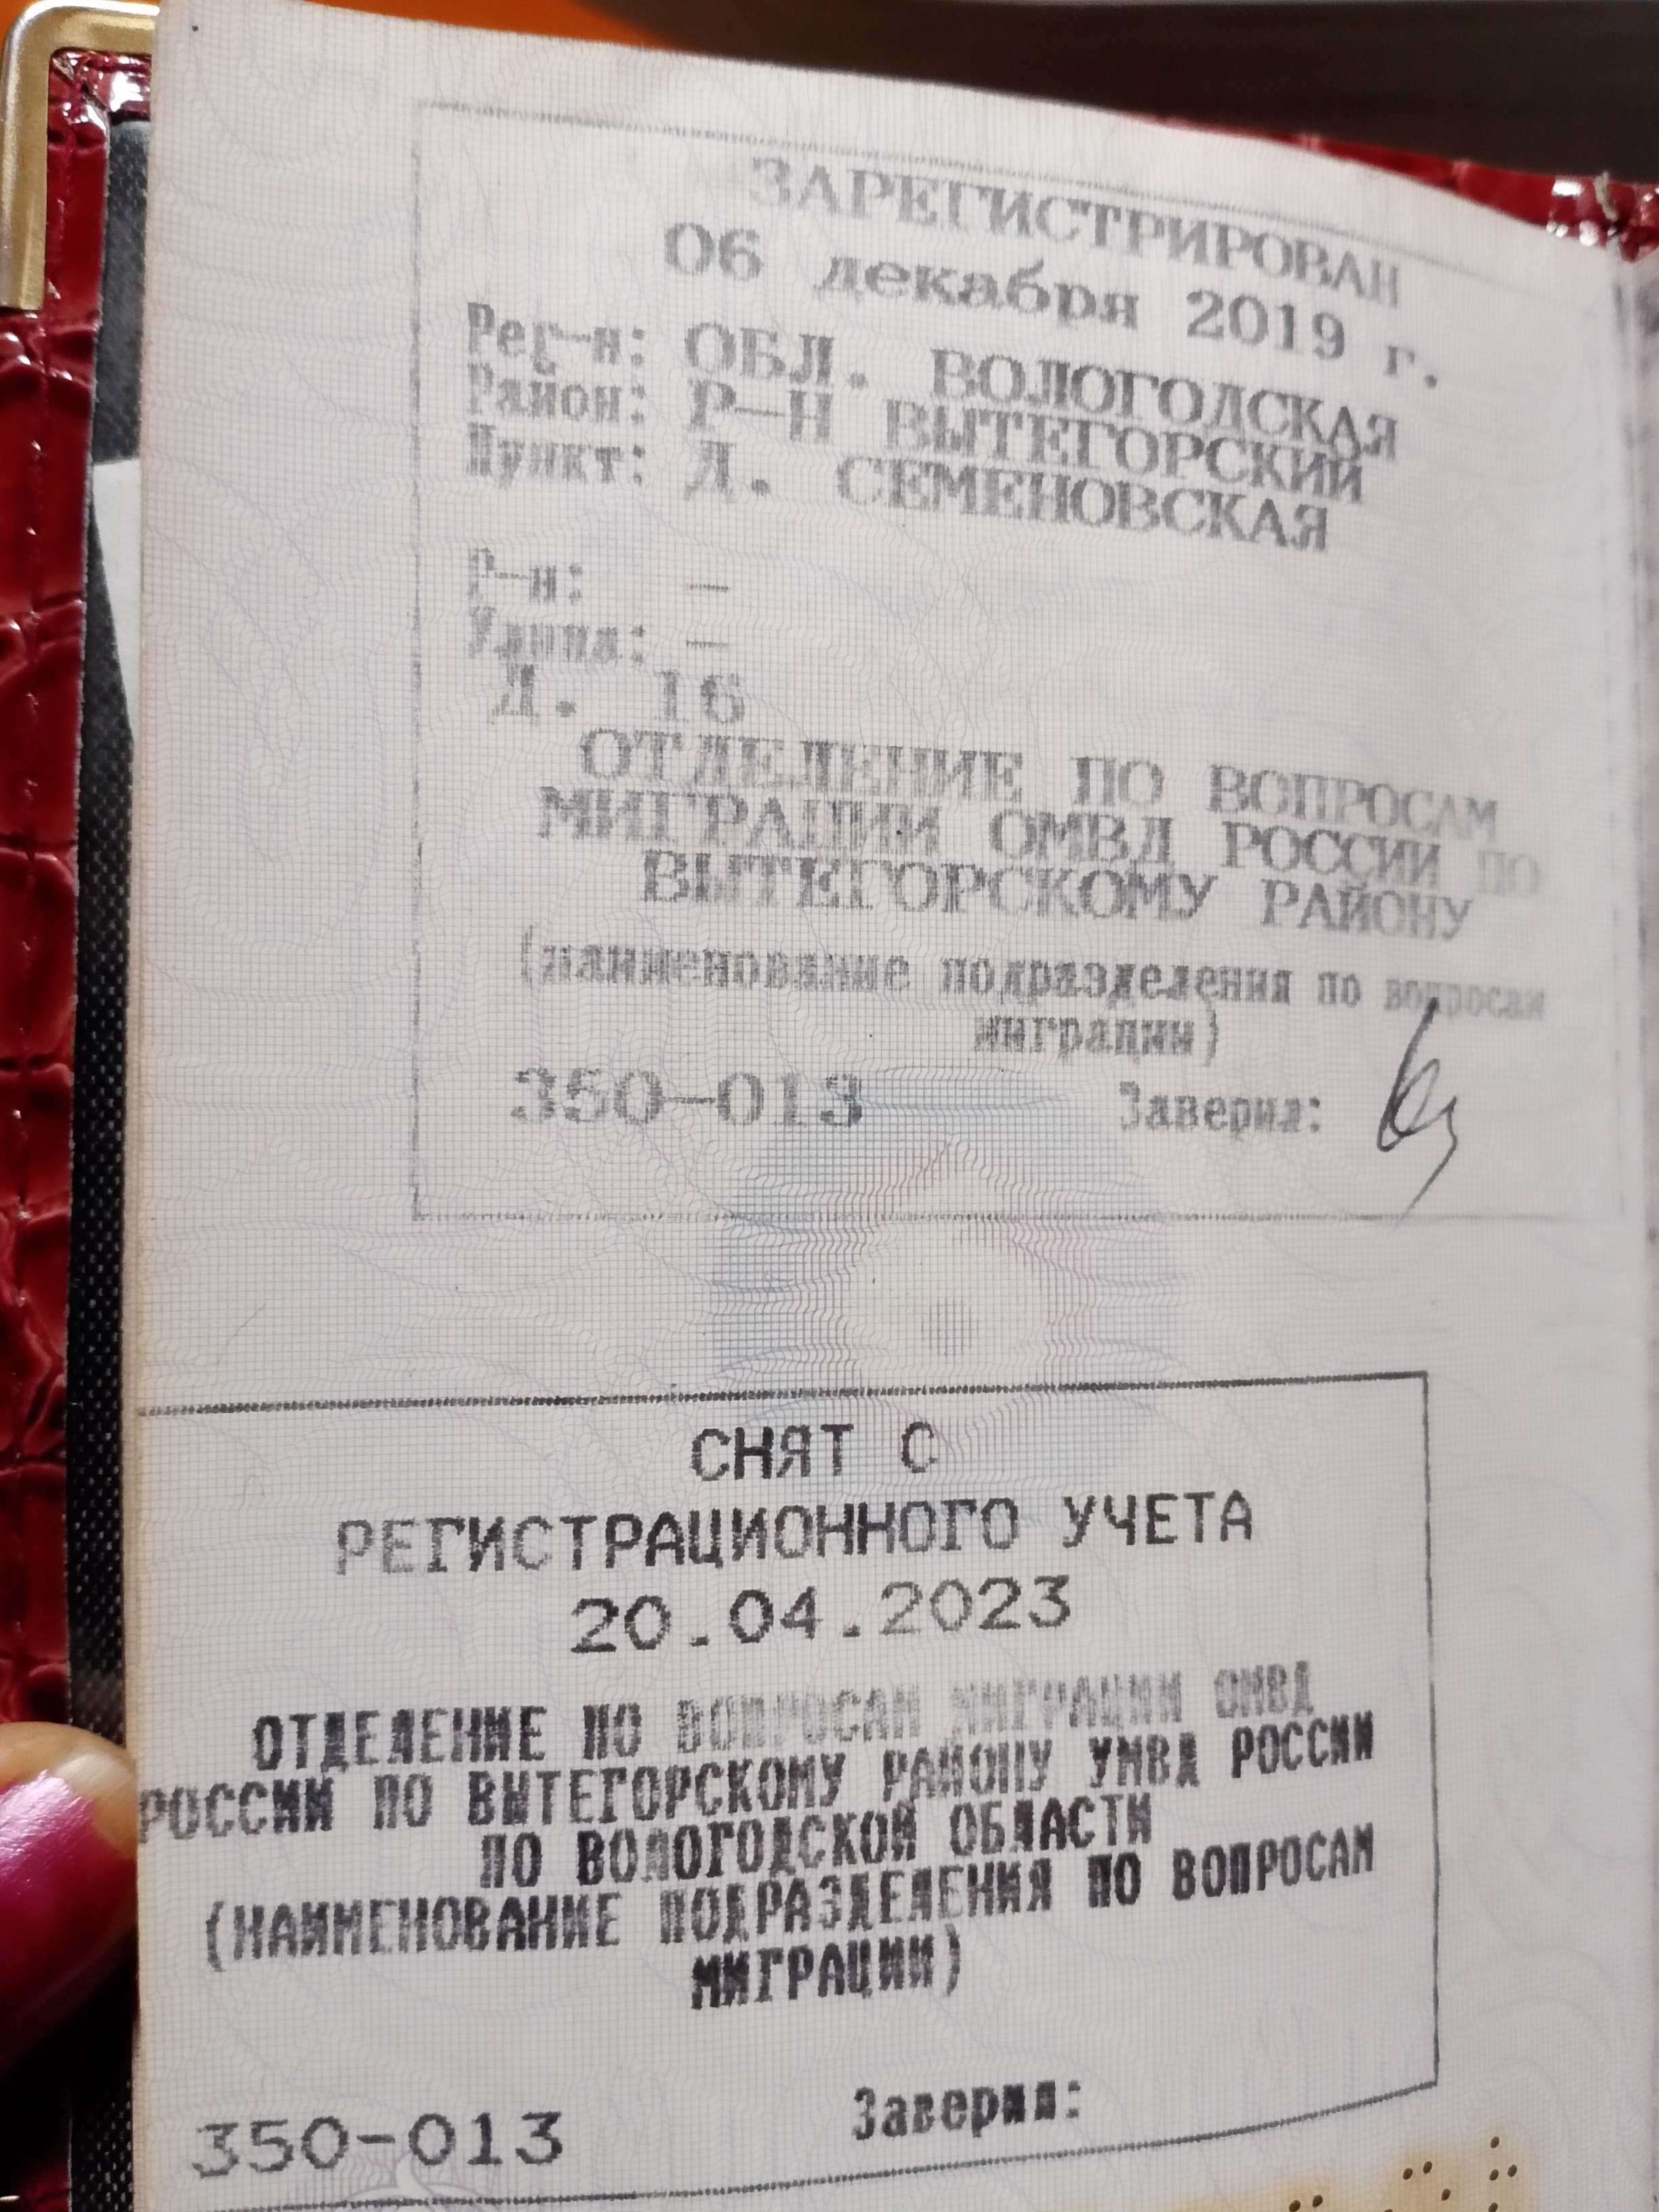 ЗАРЕГИСТРИРОВАН
06 декабря 2019 г.
Рег-н: ОБЛ. ВОЛОГОДСКАЯ
Район: Р-Н ВЫТЕГОРСКИЙ
Пункт: Д. СЕМЕНОВСКАЯ
Р-н: –
Улица: –
Д. 16
ОТДЕЛЕНИЕ ПО ВОПРОСАМ
МИГРАЦИИ ОМВД РОССИИ ПО
ВЫТЕГОРСКОМУ РАЙОНУ
(наименование подразделения по вопросам
миграции)
350-013 Заверил:
СНЯТ С
РЕГИСТРАЦИОННОГО УЧЕТА
20.04.2023
ОТДЕЛЕНИЕ ПО ВОПРОСАМ МИГРАЦИИ ОМВД
РОССИИ ПО ВЫТЕГОРСКОМУ РАЙОНУ УМВД РОССИИ
ПО ВОЛОГОДСКОЙ ОБЛАСТИ
(НАИМЕНОВАНИЕ ПОДРАЗДЕЛЕНИЯ ПО ВОПРОСАМ
МИГРАЦИИ)
350-013 Заверил: